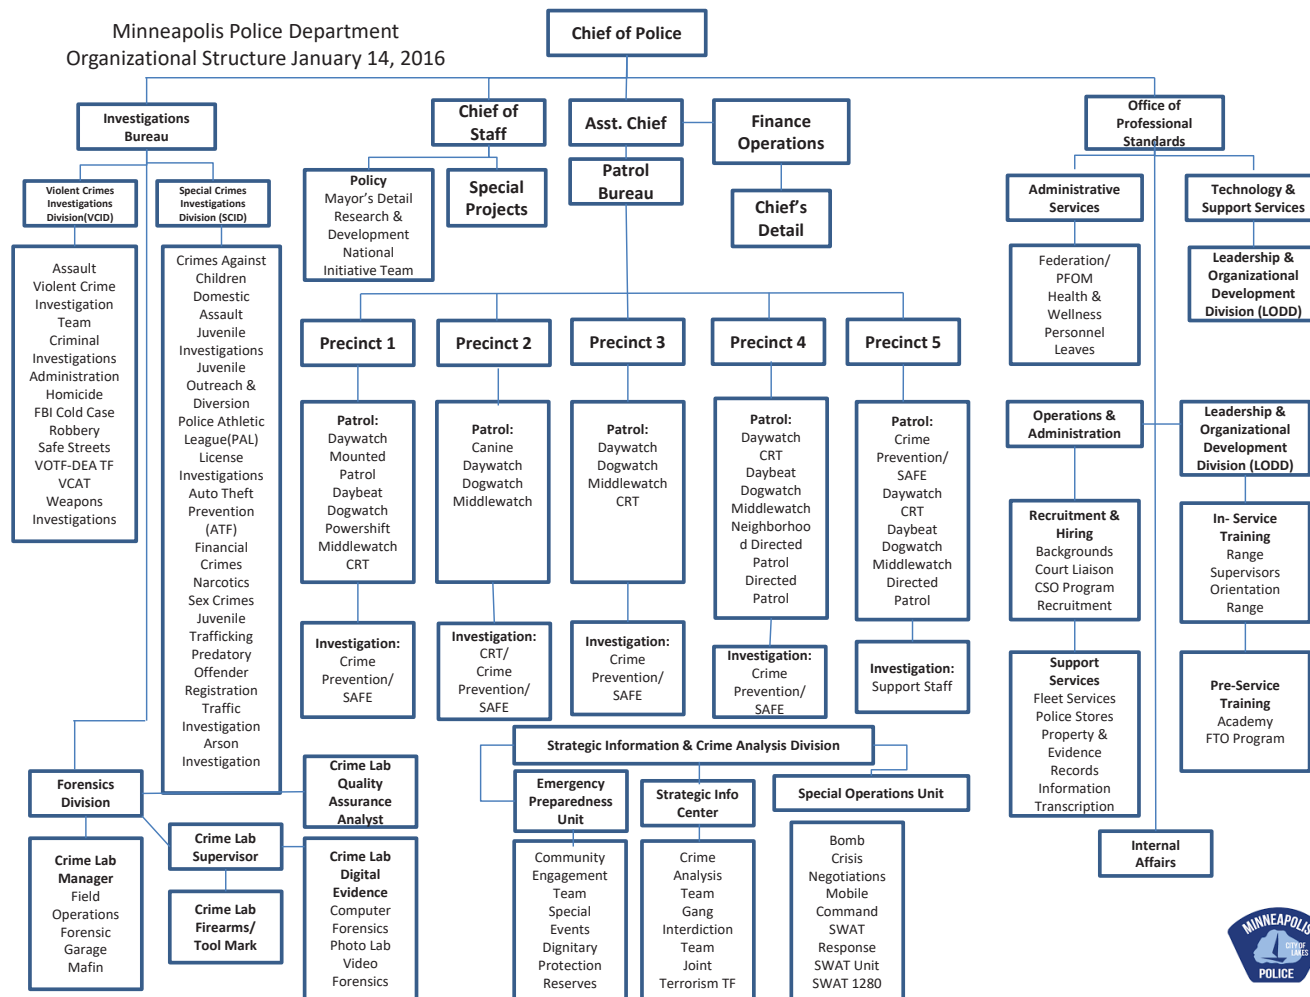 Minneapolis Police Department
Organizational Structure January 14, 2016
Chief of Police
Investigations
Bureau
Chief of
Staff
Asst. Chief
Finance
Operations
Office of
Professional
Standards
Violent Crimes
Investigations
Division(VCID)
Special Crimes
Investigations
Division (SCID)
Policy
Mayor's Detail
Research &
Development
National
Initiative Team
Special
Projects
Patrol
Bureau
Chief's
Detail
Administrative
Services
Technology &
Support Services
Assault
Violent Crime
Investigation
Team
Criminal
Investigations
Administration
Homicide
FBI Cold Case
Robbery
Safe Streets
VOTF-DEA TF
VCAT
Weapons
Investigations
Crimes Against
Children
Domestic
Assault
Juvenile
Investigations
Juvenile
Outreach &
Diversion
Police Athletic
League(PAL)
License
Investigations
Auto Theft
Prevention
(ATF)
Financial
Crimes
Narcotics
Sex Crimes
Juvenile
Trafficking
Predatory
Offender
Registration
Traffic
Investigation
Arson
Investigation
Federation/
PFOM
Health &
Wellness
Personnel
Leaves
Leadership &
Organizational
Development
Division (LODD)
Precinct 1
Precinct 2
Precinct 3
Precinct 4
Precinct 5
Patrol:
Daywatch
Mounted
Patrol
Daybeat
Dogwatch
Powershift
Middlewatch
CRT
Patrol:
Canine
Daywatch
Dogwatch
Middlewatch
Patrol:
Daywatch
Dogwatch
Middlewatch
CRT
Patrol:
Daywatch
CRT
Daybeat
Dogwatch
Middlewatch
Neighborhoo
d Directed
Patrol
Directed
Patrol
Patrol:
Crime
Prevention/
SAFE
Daywatch
CRT
Daybeat
Dogwatch
Middlewatch
Directed
Patrol
Operations &
Administration
Leadership &
Organizational
Development
Division (LODD)
Recruitment &
Hiring
Backgrounds
Court Liaison
CSO Program
Recruitment
In- Service
Training
Range
Supervisors
Orientation
Range
Investigation:
Crime
Prevention/
SAFE
Investigation:
CRT/
Crime
Prevention/
SAFE
Investigation:
Crime
Prevention/
SAFE
Investigation:
Crime
Prevention/
SAFE
Investigation:
Support Staff
Support
Services
Fleet Services
Police Stores
Property &
Evidence
Records
Information
Transcription
Pre-Service
Training
Academy
FTO Program
Strategic Information & Crime Analysis Division
Forensics
Division
Crime Lab
Quality
Assurance
Analyst
Emergency
Preparedness
Unit
Strategic Info
Center
Special Operations Unit
Crime Lab
Supervisor
Internal
Affairs
Crime Lab
Manager
Field
Operations
Forensic
Garage
Mafin
Crime Lab
Firearms/
Tool Mark
Crime Lab
Digital
Evidence
Computer
Forensics
Photo Lab
Video
Forensics
Community
Engagement
Team
Special
Events
Dignitary
Protection
Reserves
Crime
Analysis
Team
Gang
Interdiction
Team
Joint
Terrorism TF
Bomb
Crisis
Negotiations
Mobile
Command
SWAT
Response
SWAT Unit
SWAT 1280
MINNEAPOLIS
CITY OF
LAKES
POLICE